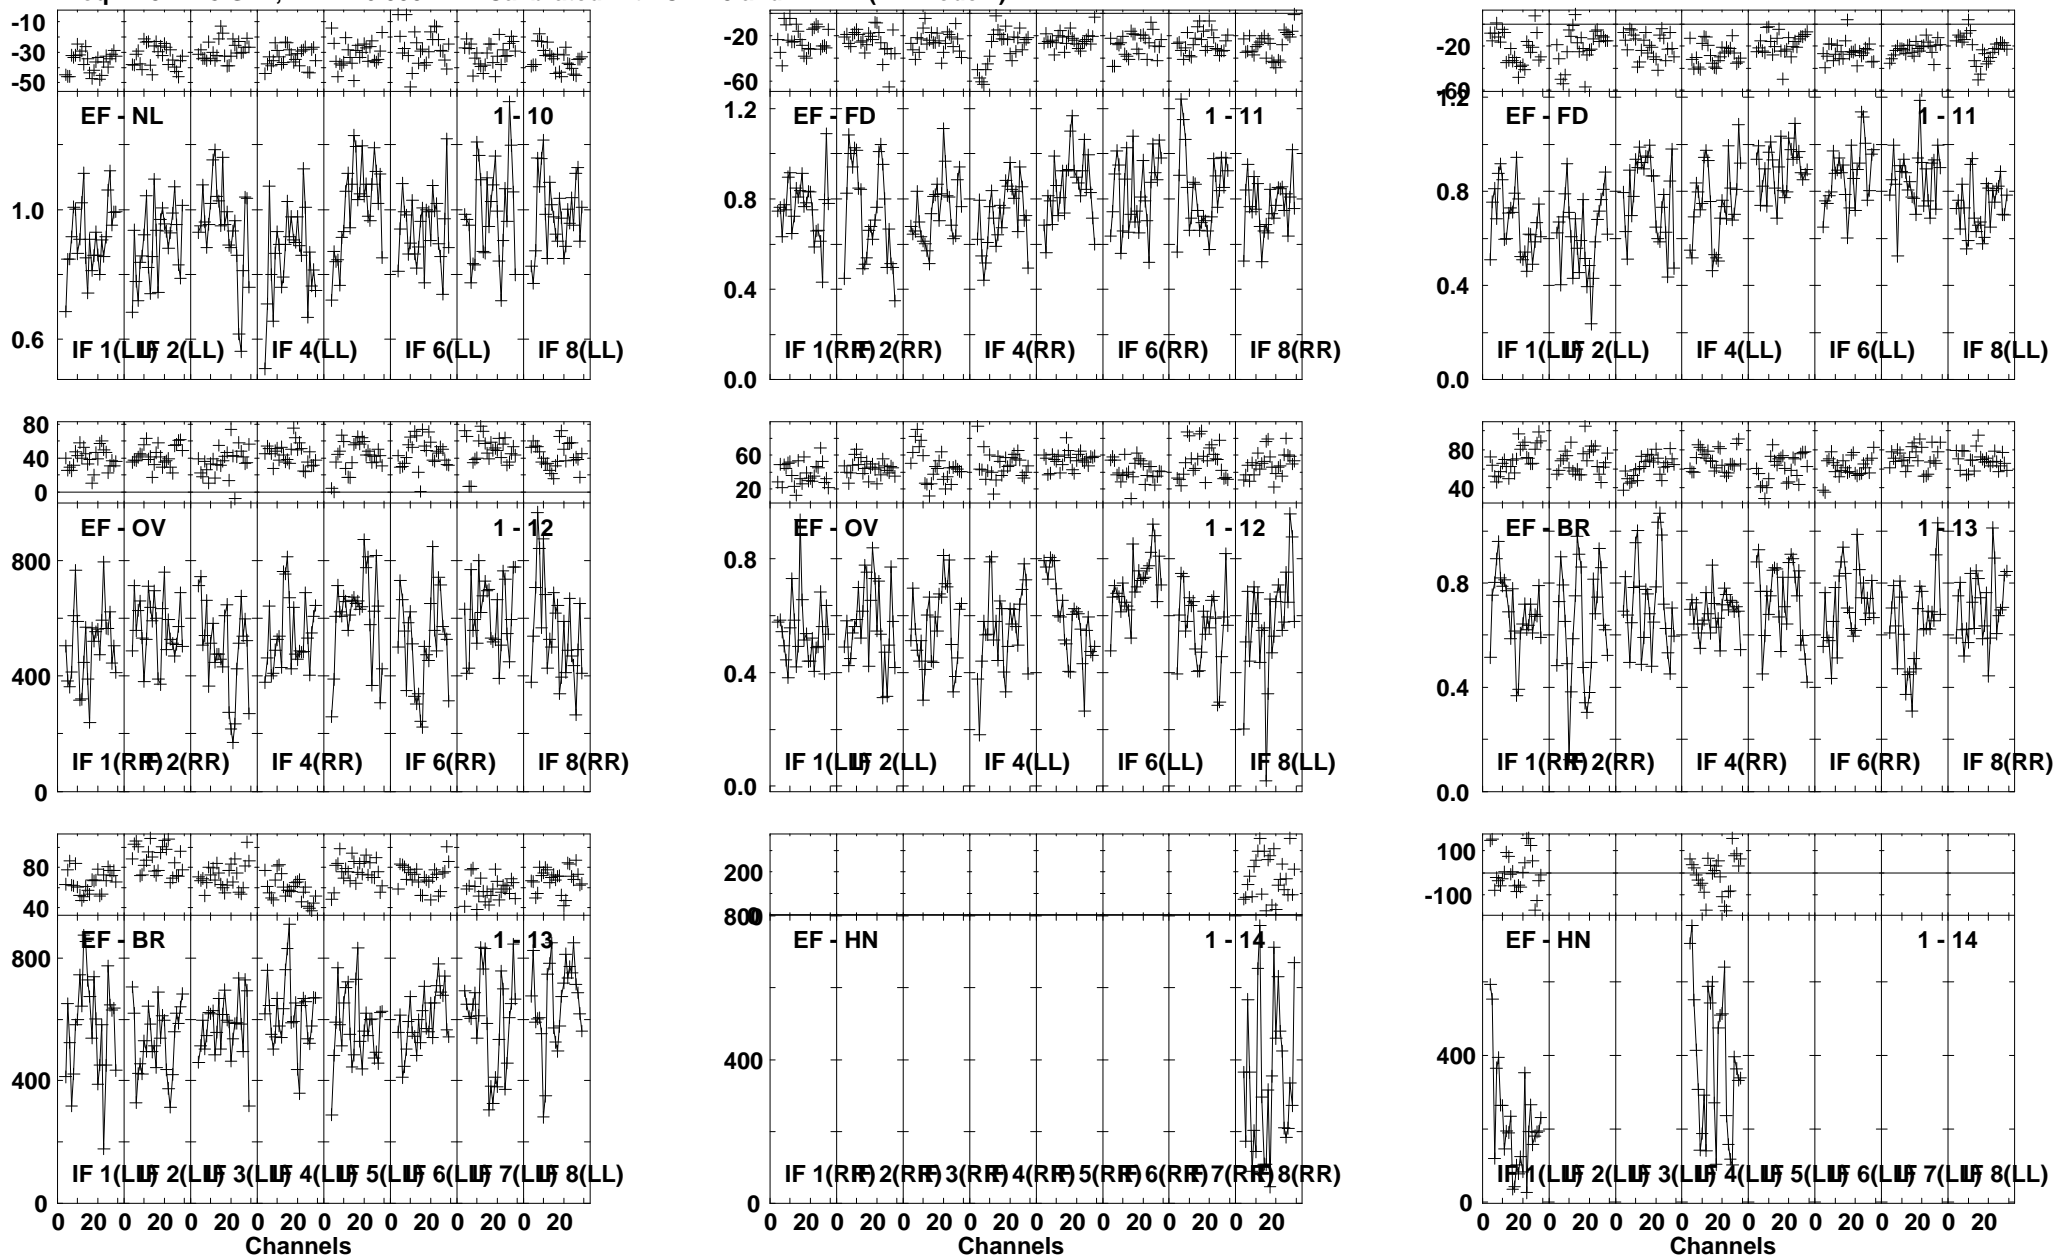 -10
-30
-50
EF - NL 1 - 10
1.0
0.6
IF 1(LL) IF 2(LL) IF 4(LL) IF 6(LL) IF 8(LL)
-20
-60
1.2
EF - FD 1 - 11
0.8
0.4
0.0
IF 1(RR) IF 2(RR) IF 4(RR) IF 6(RR) IF 8(RR)
-20
-60
1.2
EF - FD 1 - 11
0.8
0.4
0.0
IF 1(LL) IF 2(LL) IF 4(LL) IF 6(LL) IF 8(LL)
80
40
0
EF - OV 1 - 12
800
400
0
IF 1(RR) IF 2(RR) IF 4(RR) IF 6(RR) IF 8(RR)
60
20
EF - OV 1 - 12
0.8
0.4
0.0
IF 1(LL) IF 2(LL) IF 4(LL) IF 6(LL) IF 8(LL)
80
40
EF - BR 1 - 13
0.8
0.4
0.0
IF 1(RR) IF 2(RR) IF 4(RR) IF 6(RR) IF 8(RR)
80
40
EF - BR 1 - 13
800
400
0
IF 1(LL) IF 2(LL) IF 3(LL) IF 4(LL) IF 5(LL) IF 6(LL) IF 7(LL) IF 8(LL)
0 20 0 20 0 20 0 20 0 20 0 20 0 20 0 20
Channels
200
0
800
EF - HN 1 - 14
400
0
IF 1(RR) IF 2(RR) IF 3(RR) IF 4(RR) IF 5(RR) IF 6(RR) IF 7(RR) IF 8(RR)
0 20 0 20 0 20 0 20 0 20 0 20 0 20 0 20
Channels
100
-100
EF - HN 1 - 14
400
0
IF 1(LL) IF 2(LL) IF 3(LL) IF 4(LL) IF 5(LL) IF 6(LL) IF 7(LL) IF 8(LL)
0 20 0 20 0 20 0 20 0 20 0 20 0 20 0 20
Channels